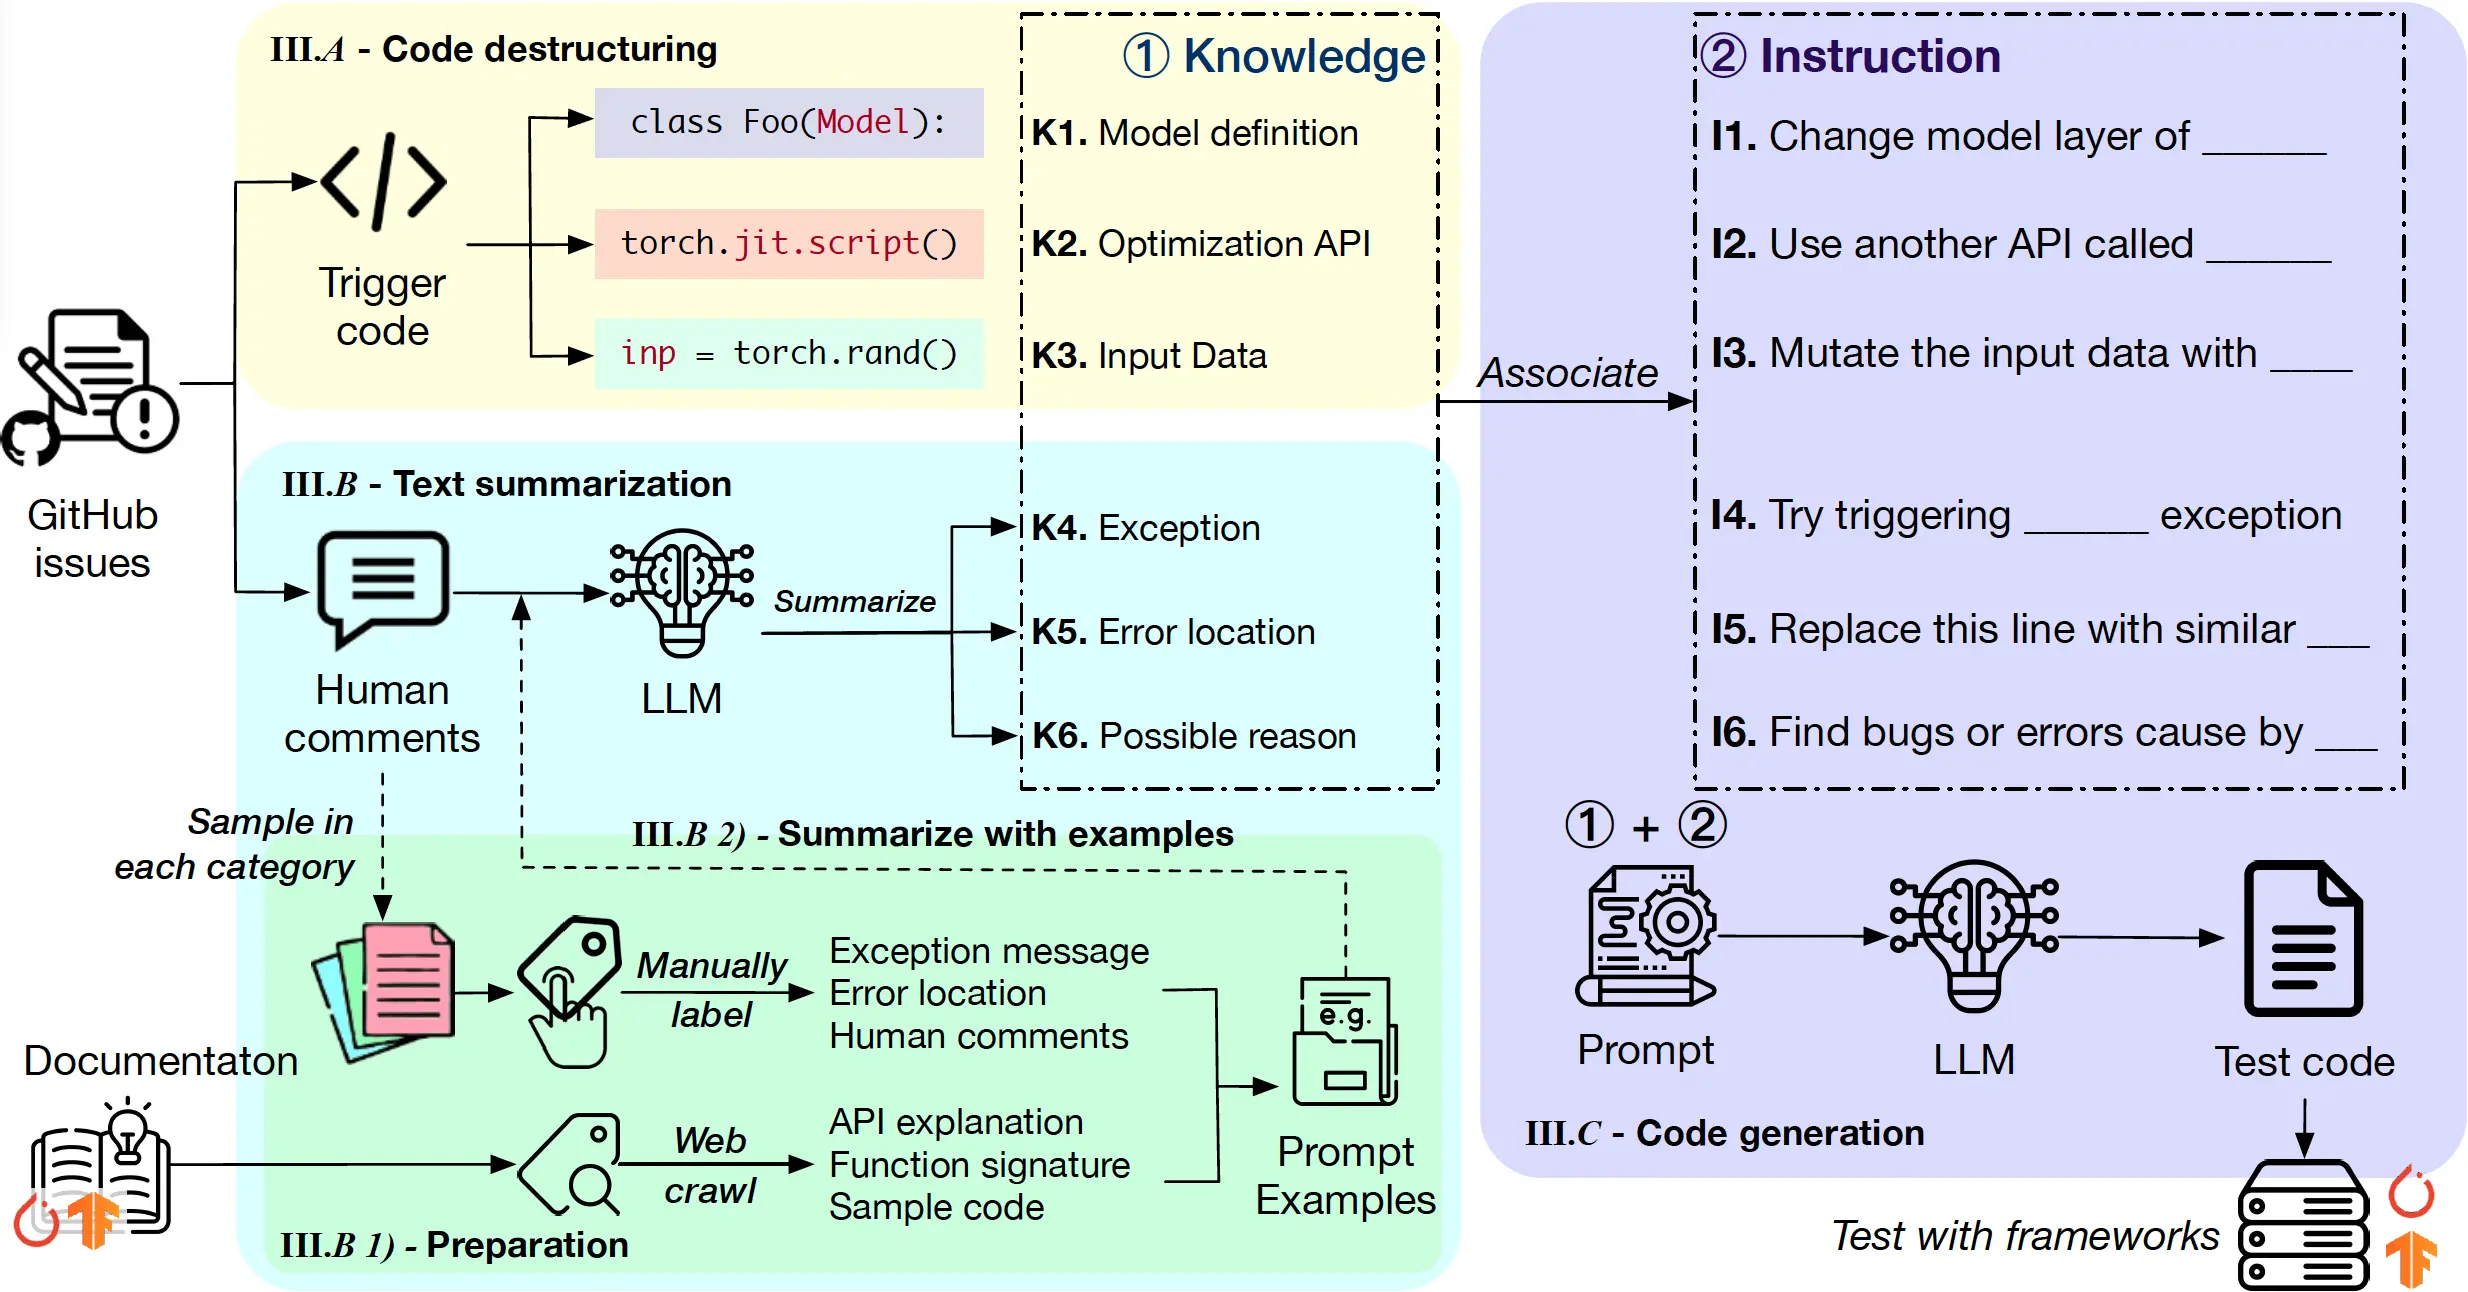 III.A - Code destructuring
① Knowledge
class Foo(Model):
K1. Model definition
torch.jit.script()
K2. Optimization API
inp = torch.rand()
K3. Input Data
Trigger
code
GitHub
issues
III.B - Text summarization
Human
comments
LLM
Summarize
K4. Exception
K5. Error location
K6. Possible reason
Sample in
each category
III.B 2) - Summarize with examples
Manually
label
Exception message
Error location
Human comments
e.g.
Documentaton
Web
crawl
API explanation
Function signature
Sample code
Prompt
Examples
III.B 1) - Preparation
Associate
② Instruction
I1. Change model layer of ______
I2. Use another API called ______
I3. Mutate the input data with ____
I4. Try triggering ______ exception
I5. Replace this line with similar ___
I6. Find bugs or errors cause by ___
① + ②
Prompt
LLM
Test code
III.C - Code generation
Test with frameworks